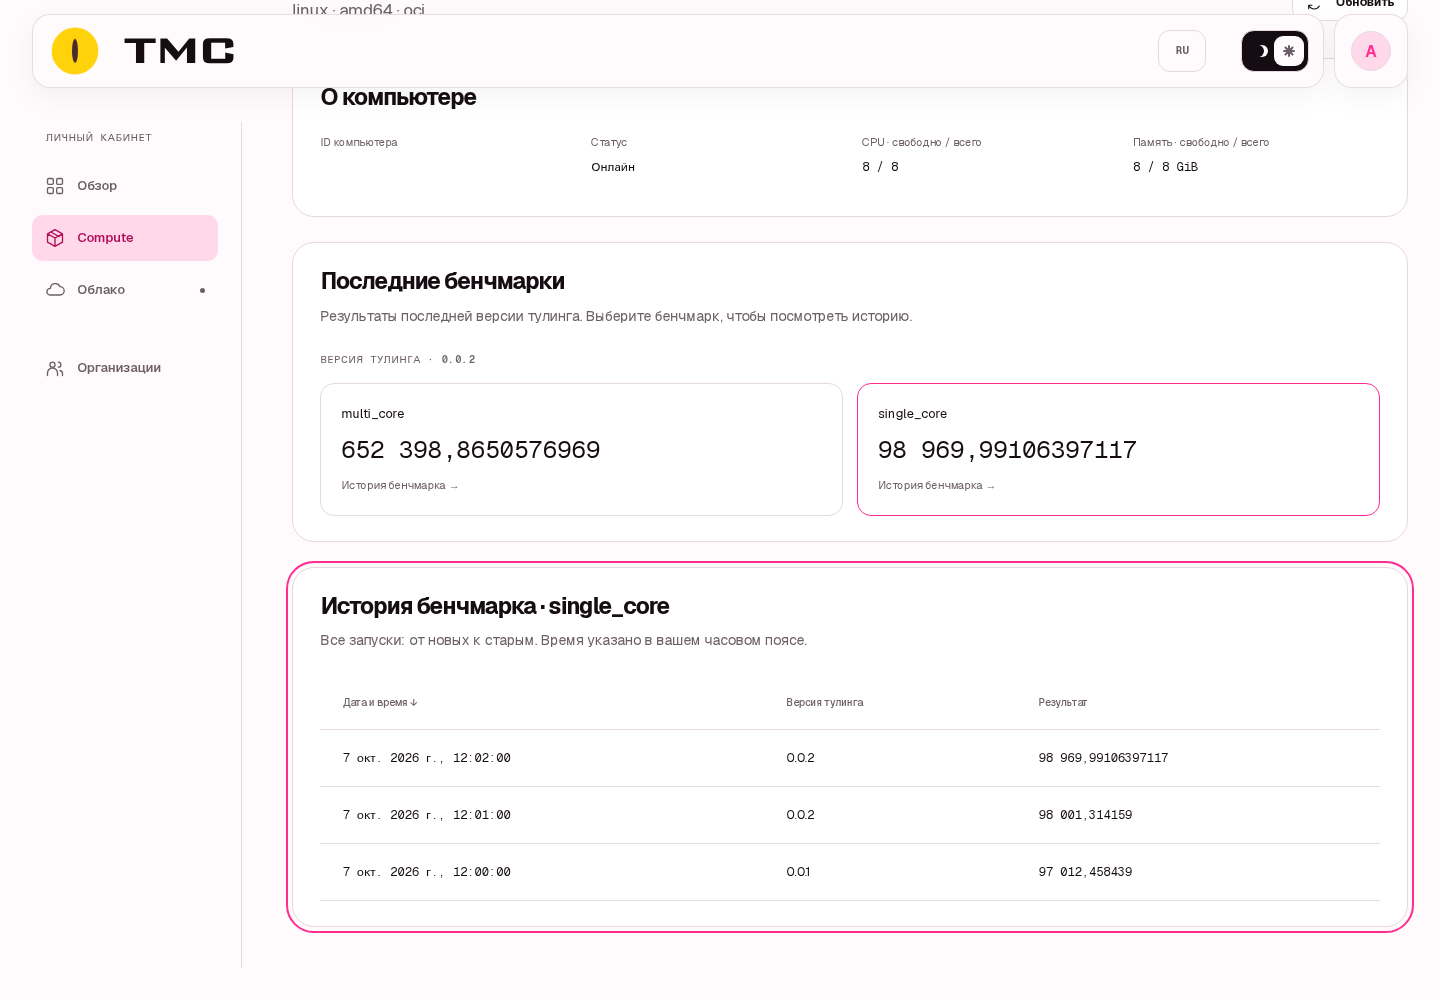 linux · amd64 · oci
Обновить
TMC
RU
A
ЛИЧНЫЙ КАБИНЕТ
Обзор
Compute
Облако
Организации
О компьютере
ID компьютера
Статус
Онлайн
CPU · свободно / всего
8 / 8
Память · свободно / всего
8 / 8 GiB
Последние бенчмарки
Результаты последней версии тулинга. Выберите бенчмарк, чтобы посмотреть историю.
ВЕРСИЯ ТУЛИНГА · 0.0.2
multi_core
652 398,8650576969
История бенчмарка →
single_core
98 969,99106397117
История бенчмарка →
История бенчмарка · single_core
Все запуски: от новых к старым. Время указано в вашем часовом поясе.
Дата и время ↓ Версия тулинга Результат
7 окт. 2026 г., 12:02:00 0.0.2 98 969,99106397117
7 окт. 2026 г., 12:01:00 0.0.2 98 001,314159
7 окт. 2026 г., 12:00:00 0.0.1 97 012,458439